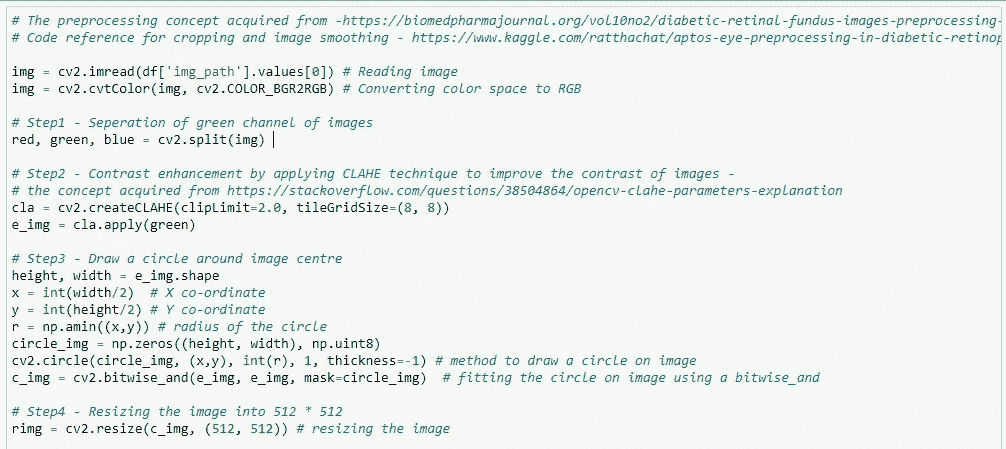 # The preprocessing concept acquired from -https://biomedpharmajournal.org/vol10no2/diabetic-retinal-fundus-images-preprocessing-
# Code reference for cropping and image smoothing - https://www.kaggle.com/ratthachat/aptos-eye-preprocessing-in-diabetic-retinop
img = cv2.imread(df['img_path'].values[0]) # Reading image
img = cv2.cvtColor(img, cv2.COLOR_BGR2RGB) # Converting color space to RGB
# Step1 - Seperation of green channel of images
red, green, blue = cv2.split(img)
# Step2 - Contrast enhancement by applying CLAHE technique to improve the contrast of images -
# the concept acquired from https://stackoverflow.com/questions/38504864/opencv-clahe-parameters-explanation
cla = cv2.createCLAHE(clipLimit=2.0, tileGridSize=(8, 8))
e_img = cla.apply(green)
# Step3 - Draw a circle around image centre
height, width = e_img.shape
x = int(width/2)  # X co-ordinate
y = int(height/2) # Y co-ordinate
r = np.amin((x,y)) # radius of the circle
circle_img = np.zeros((height, width), np.uint8)
cv2.circle(circle_img, (x,y), int(r), 1, thickness=-1) # method to draw a circle on image
c_img = cv2.bitwise_and(e_img, e_img, mask=circle_img)  # fitting the circle on image using a bitwise_and
# Step4 - Resizing the image into 512 * 512
rimg = cv2.resize(c_img, (512, 512)) # resizing the image